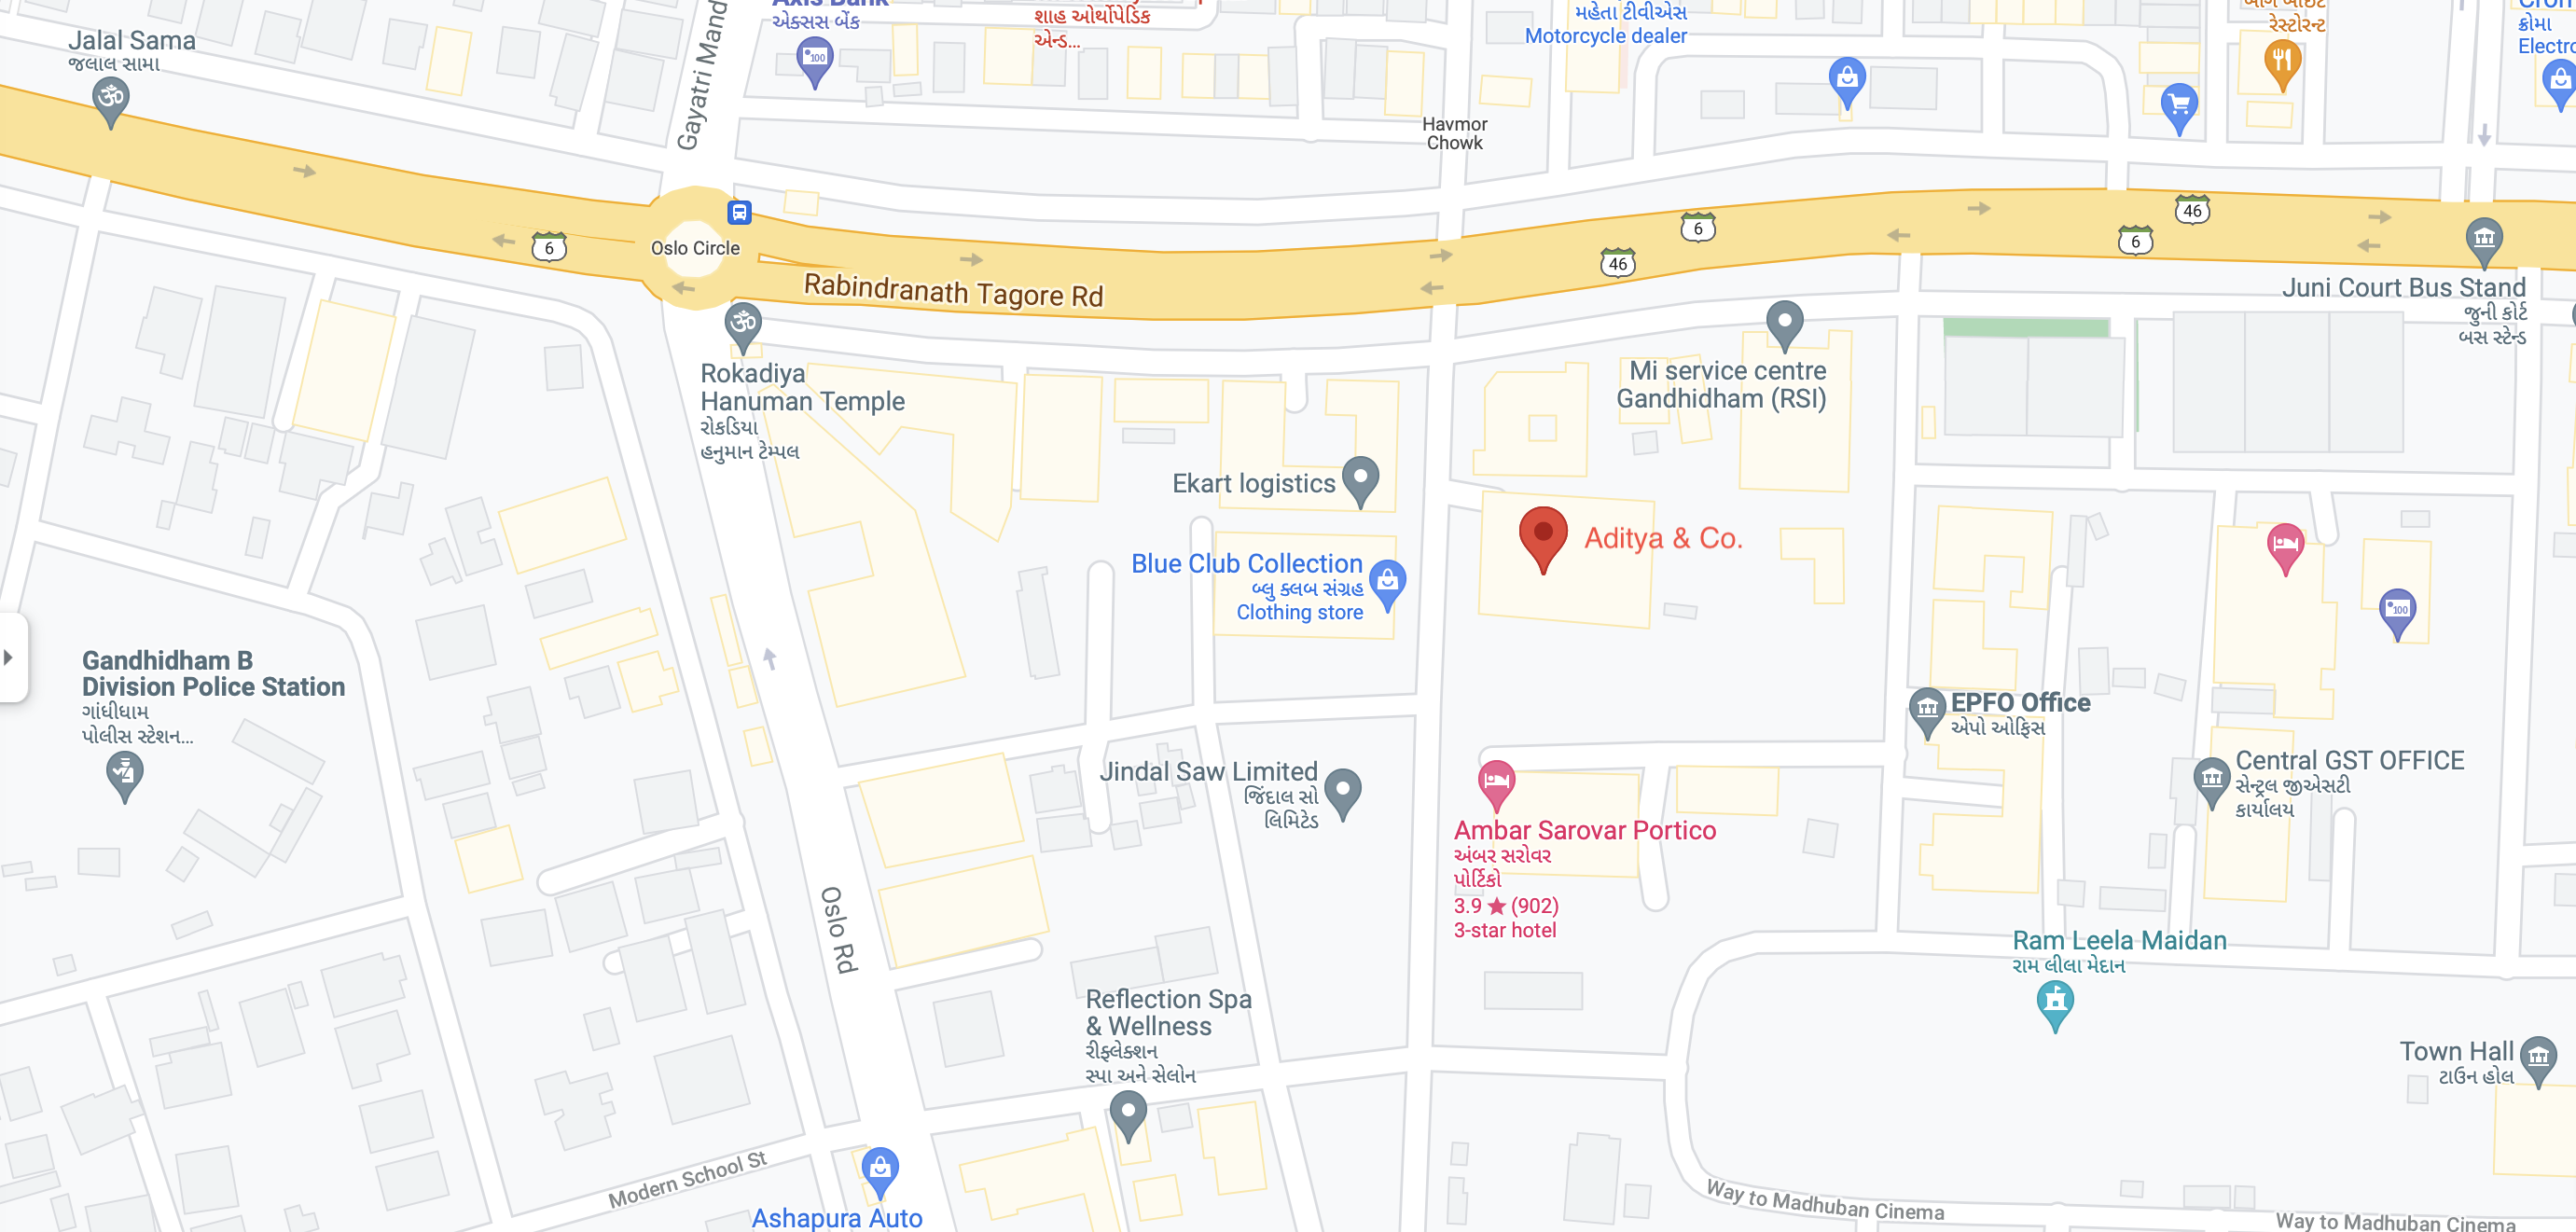 Jalal Sama
જલાલ સામા
Gayatri Mand
Axis Bank
એક્સસ બેંક
શાહ ઓર્થોપેડિક
એન્ડ...
મહેતા ટીવીએસ
Motorcycle dealer
રેસ્ટોરન્ટ
ક્રોમા
Electro
Havmor
Chowk
Oslo Circle
6
Rabindranath Tagore Rd
46
6
46
6
Juni Court Bus Stand
જુની કોર્ટ
બસ સ્ટેન્ડ
Rokadiya
Hanuman Temple
રોકડિયા
હનુમાન ટેમ્પલ
Mi service centre
Gandhidham (RSI)
Ekart logistics
Aditya & Co.
Blue Club Collection
બ્લુ ક્લબ સંગ્રહ
Clothing store
Gandhidham B
Division Police Station
ગાંધીધામ
પોલીસ સ્ટેશન...
EPFO Office
એપો ઓફિસ
Central GST OFFICE
સેન્ટ્રલ જીએસટી
કાર્યાલય
Jindal Saw Limited
જિંદાલ સો
લિમિટેડ
Ambar Sarovar Portico
અંબર સરોવર
પોર્ટિકો
3.9 ★ (902)
3-star hotel
Oslo Rd
Ram Leela Maidan
રામ લીલા મેદાન
Reflection Spa
& Wellness
રીફ્લેક્શન
સ્પા અને સેલોન
Town Hall
ટાઉન હોલ
Modern School St
Ashapura Auto
Way to Madhuban Cinema
Way to Madhuban Cinema